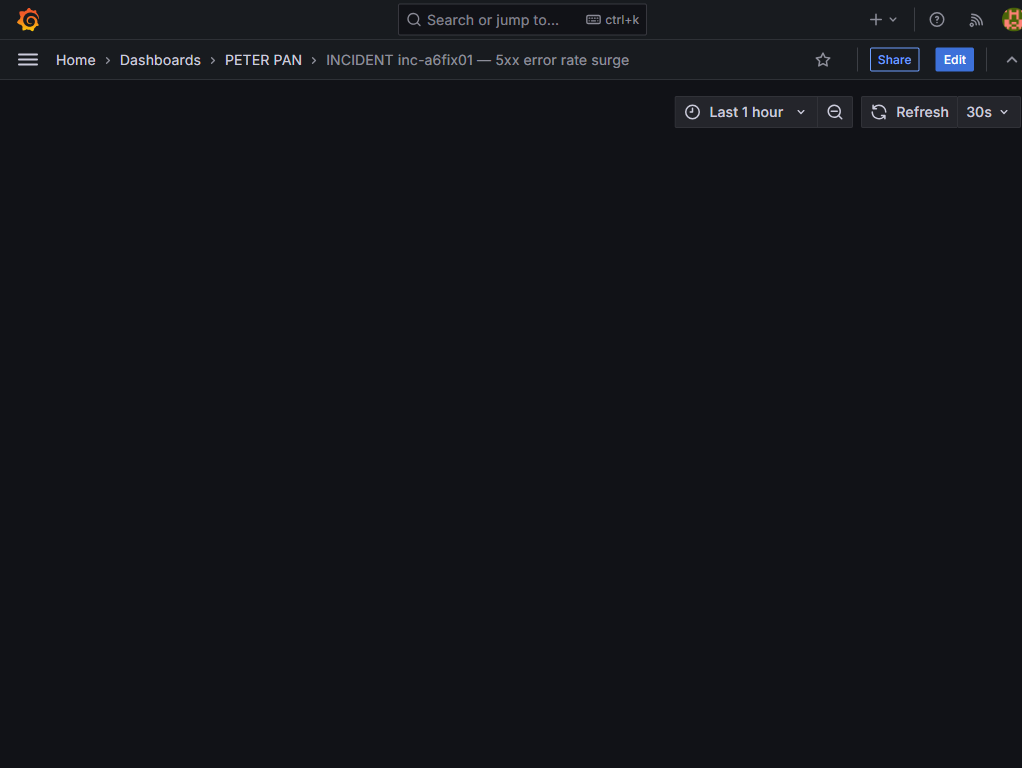 Search or jump to... ctrl+k
Home › Dashboards › PETER PAN › INCIDENT inc-a6fix01 — 5xx error rate surge Share Edit
Last 1 hour Refresh 30s